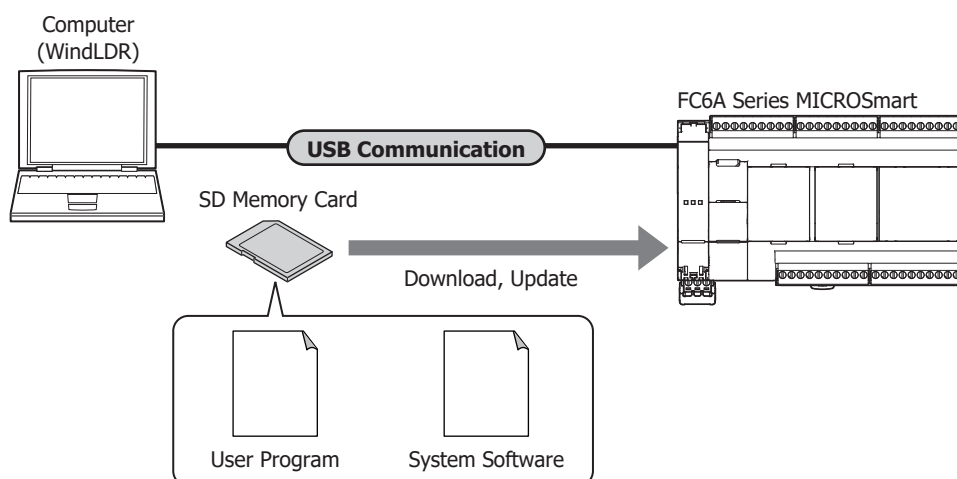 Computer
(WindLDR)
FC6A Series MICROSmart
USB Communication
SD Memory Card
Download, Update
User Program
System Software